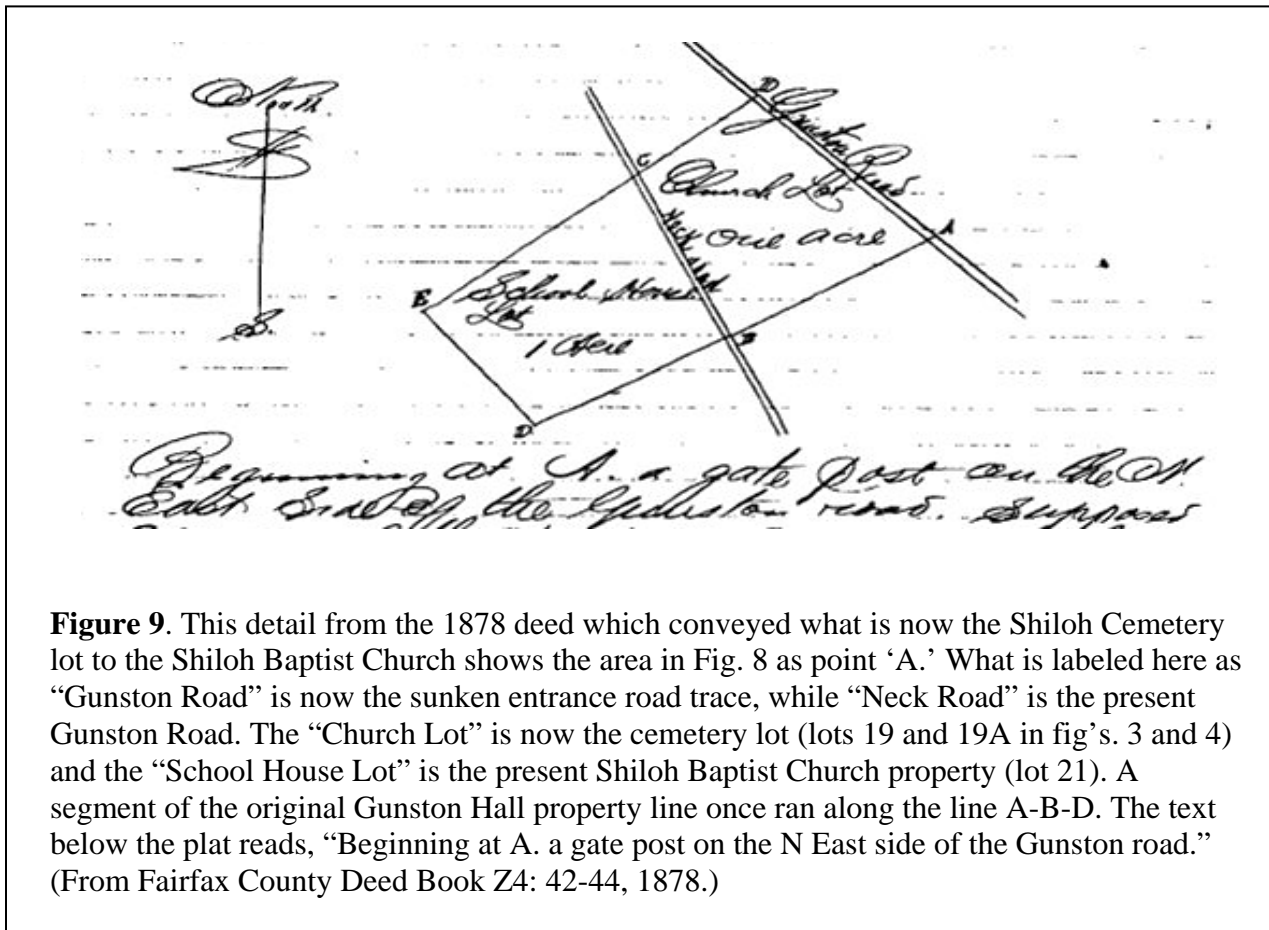 North
S.
D
Gunston Road
C
Church Lot
Neck Road
One Acre
A
E
School House
Lot
1 Acre
B
D
Beginning at A. a gate post on the N.
East Side of the Gunston road. Suppose
Figure 9. This detail from the 1878 deed which conveyed what is now the Shiloh Cemetery
lot to the Shiloh Baptist Church shows the area in Fig. 8 as point ‘A.’ What is labeled here as
“Gunston Road” is now the sunken entrance road trace, while “Neck Road” is the present
Gunston Road. The “Church Lot” is now the cemetery lot (lots 19 and 19A in fig’s. 3 and 4)
and the “School House Lot” is the present Shiloh Baptist Church property (lot 21). A
segment of the original Gunston Hall property line once ran along the line A-B-D. The text
below the plat reads, “Beginning at A. a gate post on the N East side of the Gunston road.”
(From Fairfax County Deed Book Z4: 42-44, 1878.)